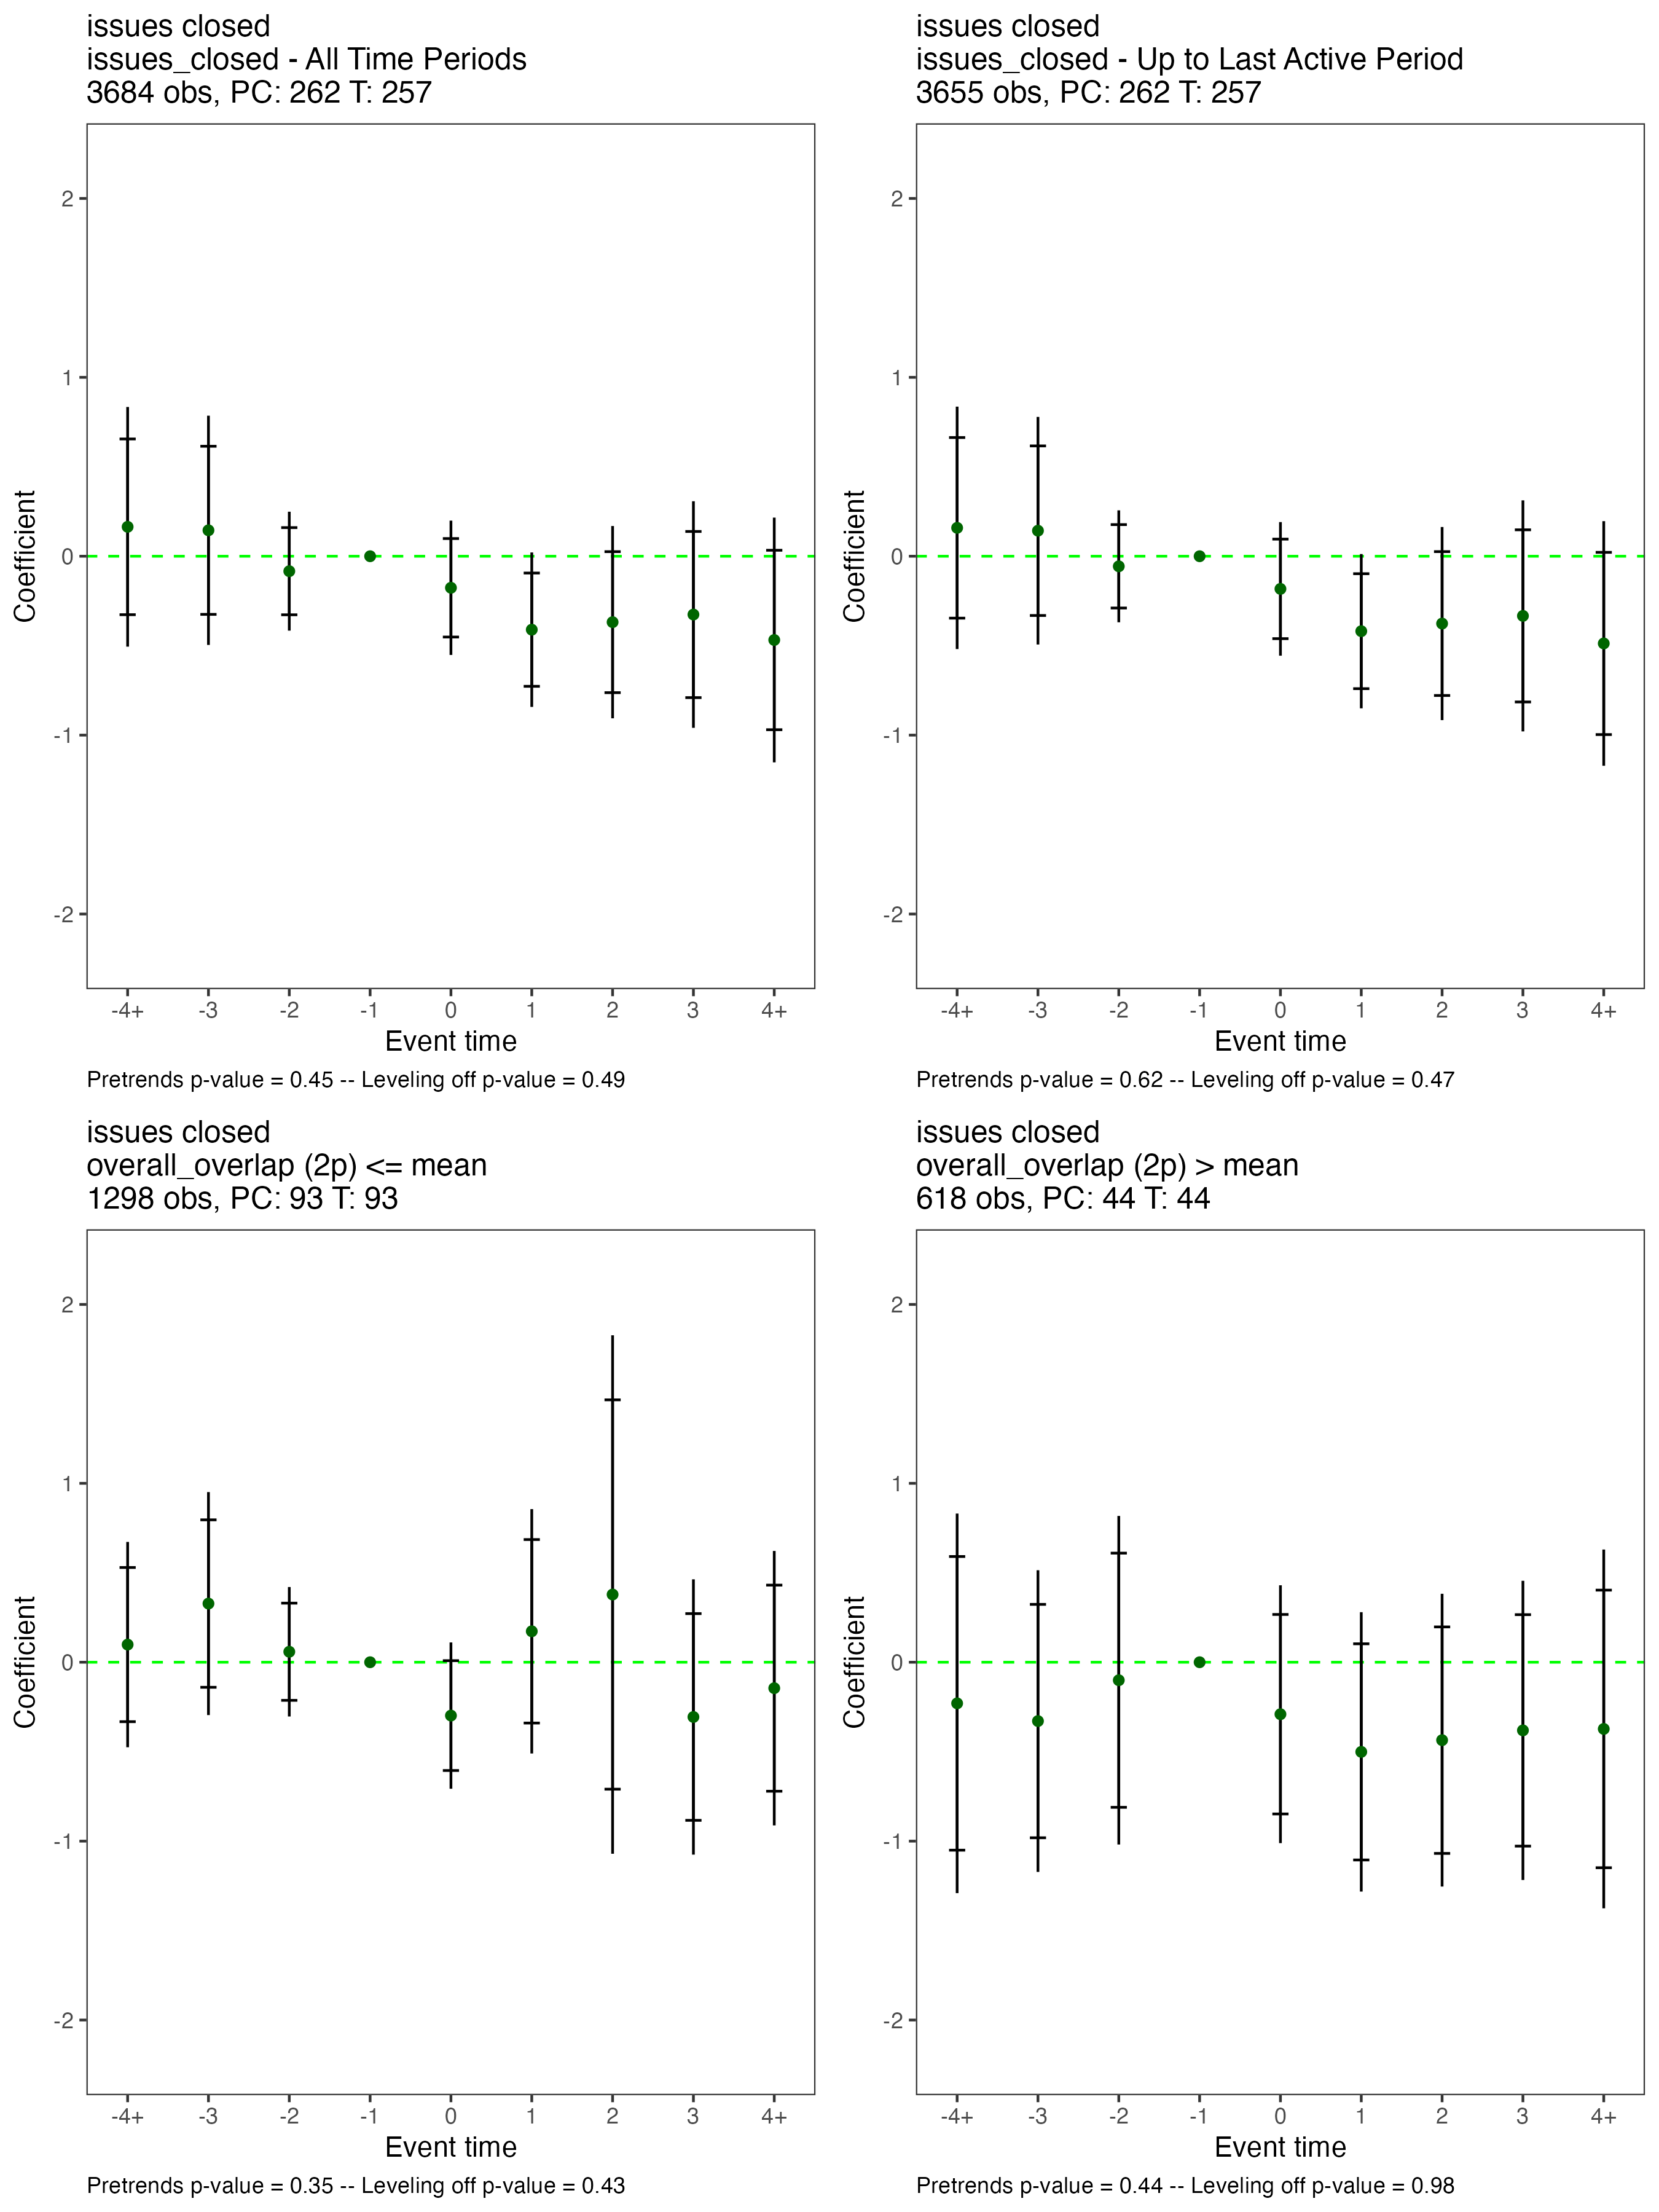 issues closed
issues_closed - All Time Periods
3684 obs, PC: 262 T: 257
2
1
0
-1
-2
Coefficient
-4+ -3 -2 -1 0 1 2 3 4+
Event time
Pretrends p-value = 0.45 -- Leveling off p-value = 0.49
issues closed
issues_closed - Up to Last Active Period
3655 obs, PC: 262 T: 257
2
1
0
-1
-2
Coefficient
-4+ -3 -2 -1 0 1 2 3 4+
Event time
Pretrends p-value = 0.62 -- Leveling off p-value = 0.47
issues closed
overall_overlap (2p) <= mean
1298 obs, PC: 93 T: 93
2
1
0
-1
-2
Coefficient
-4+ -3 -2 -1 0 1 2 3 4+
Event time
Pretrends p-value = 0.35 -- Leveling off p-value = 0.43
issues closed
overall_overlap (2p) > mean
618 obs, PC: 44 T: 44
2
1
0
-1
-2
Coefficient
-4+ -3 -2 -1 0 1 2 3 4+
Event time
Pretrends p-value = 0.44 -- Leveling off p-value = 0.98